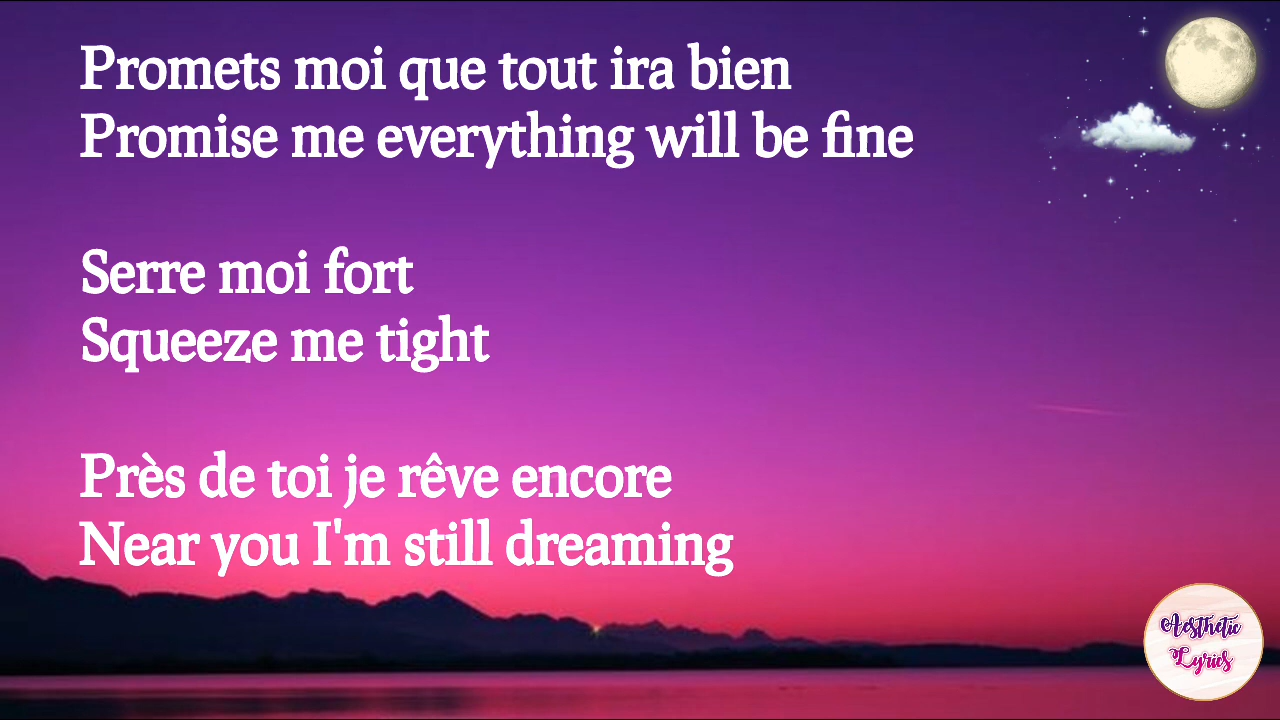 Promets moi que tout ira bien
Promise me everything will be fine
Serre moi fort
Squeeze me tight
Près de toi je rêve encore
Near you I'm still dreaming
Aesthetic
Lyrics